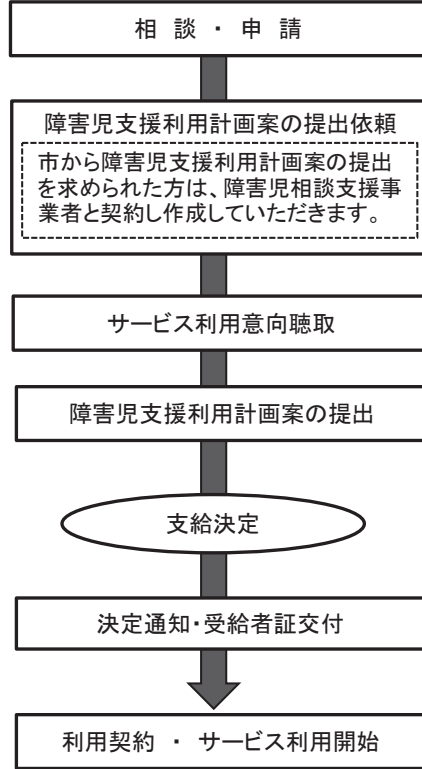 相 談 ・ 申 請
障害児支援利用計画案の提出依頼
市から障害児支援利用計画案の提出
を求められた方は、障害児相談支援事
業者と契約し作成していただきます。
サービス利用意向聴取
障害児支援利用計画案の提出
支給決定
決定通知・受給者証交付
利用契約 ・ サービス利用開始